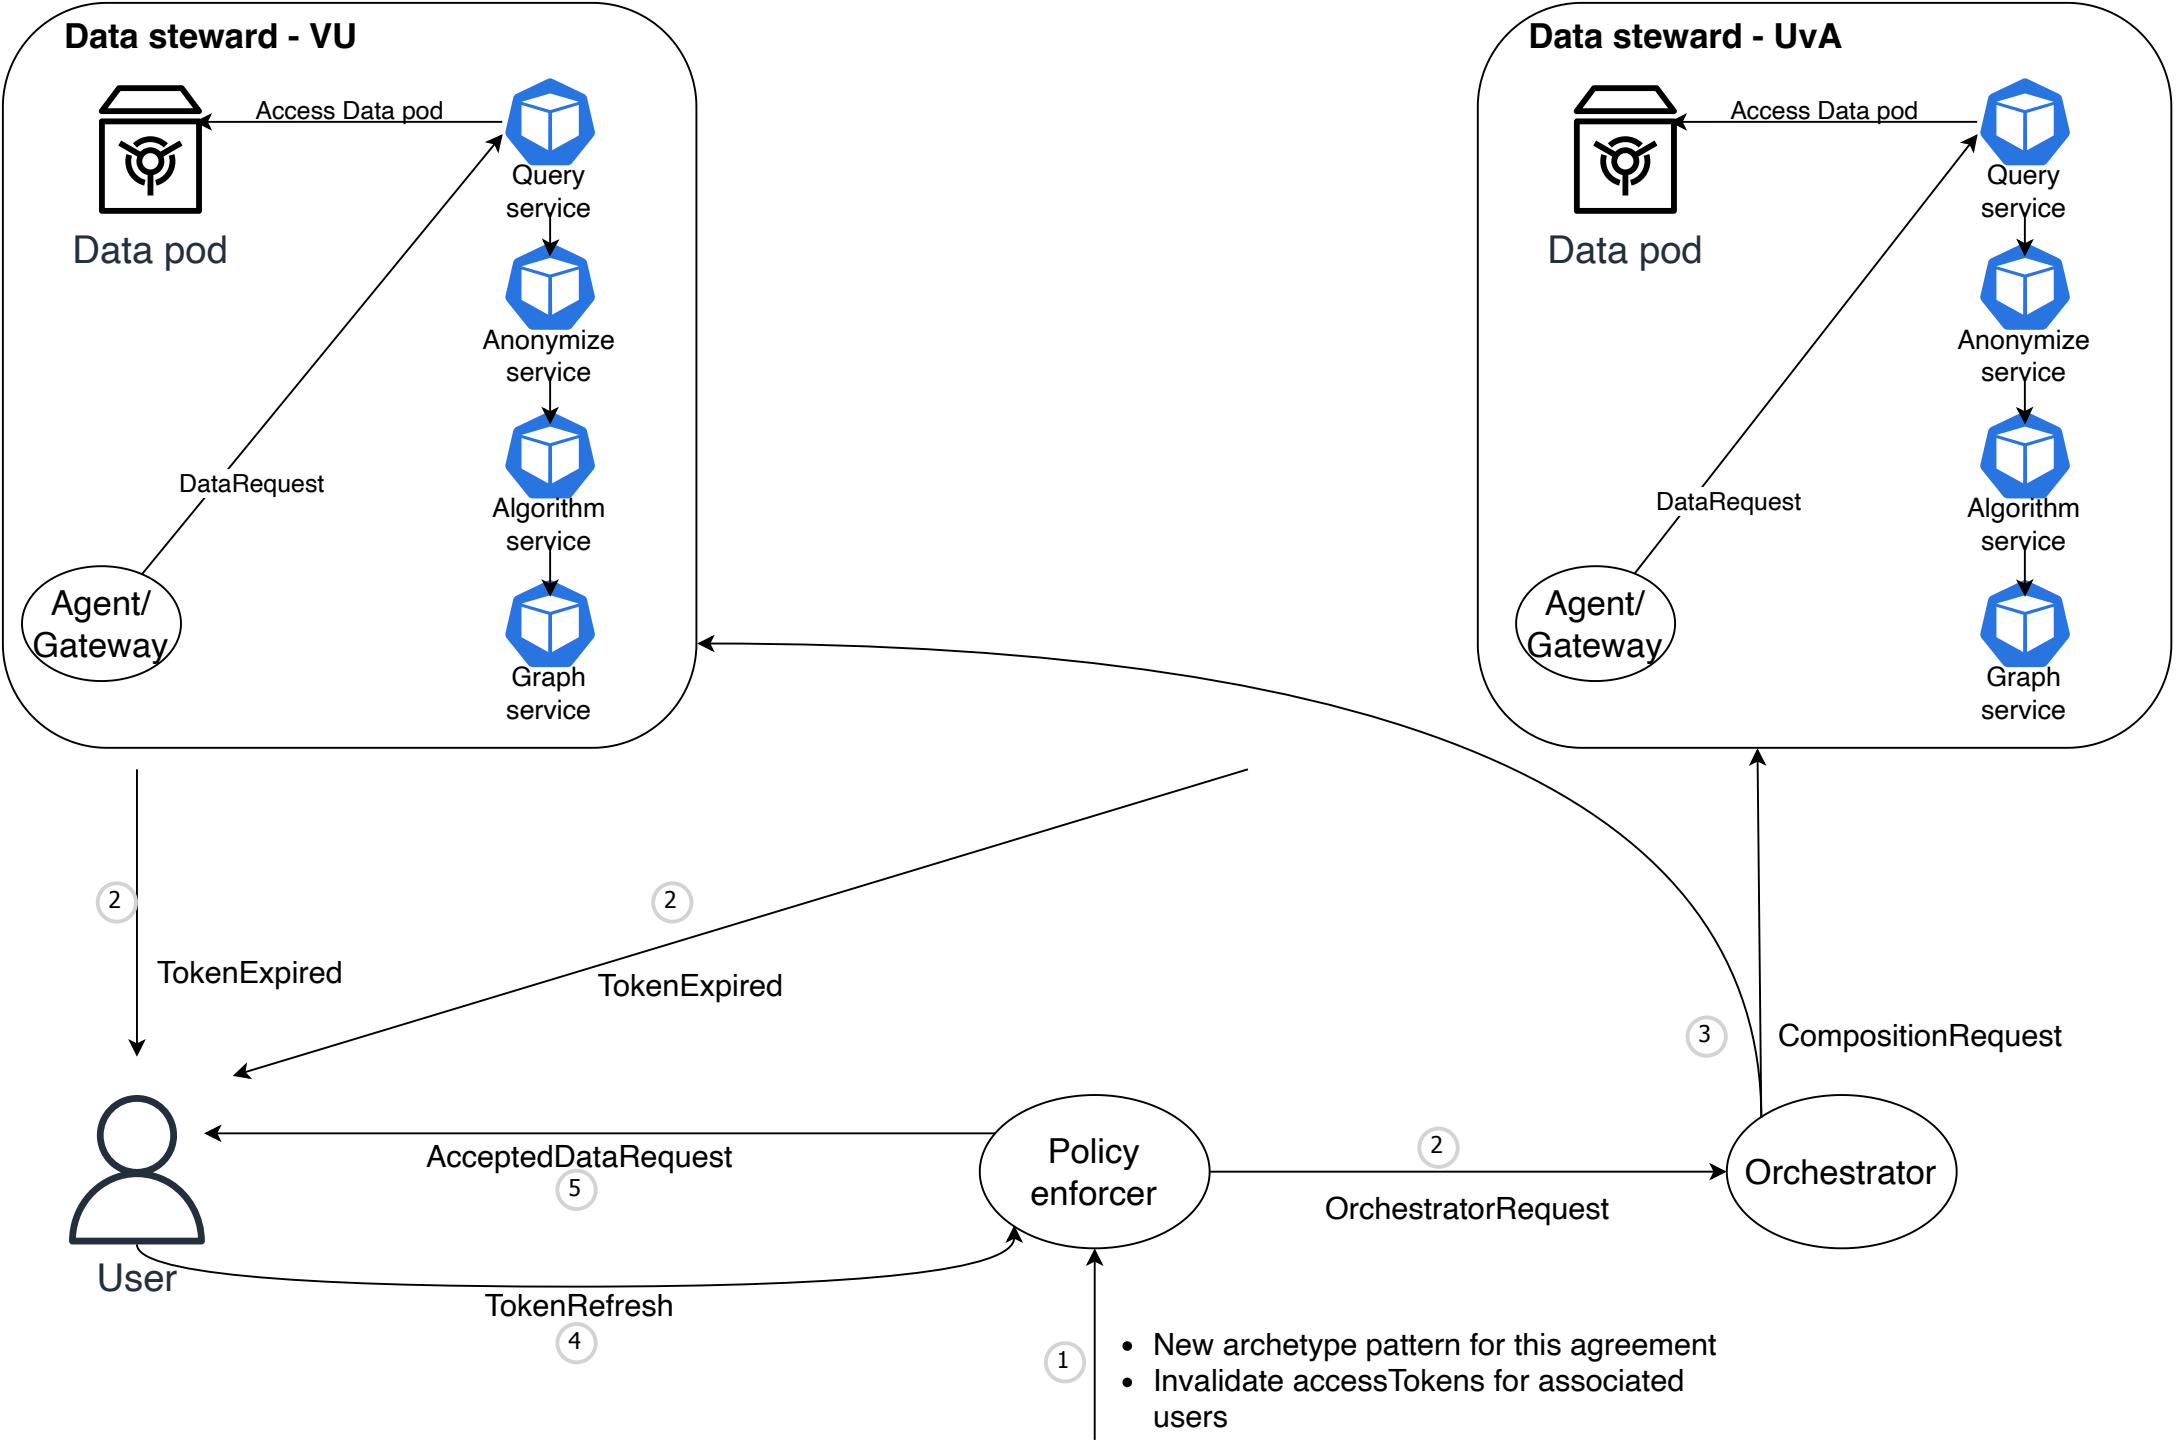 Data steward - VU
Access Data pod
Query
service
Data pod
Anonymize
service
DataRequest
Algorithm
service
Agent/
Gateway
Graph
service
Data steward - UvA
Access Data pod
Query
service
Data pod
Anonymize
service
DataRequest
Algorithm
service
Agent/
Gateway
Graph
service
2
TokenExpired
2
TokenExpired
3
CompositionRequest
AcceptedDataRequest
5
Policy
enforcer
2
OrchestratorRequest
Orchestrator
User
TokenRefresh
4
1
• New archetype pattern for this agreement
• Invalidate accessTokens for associated
users